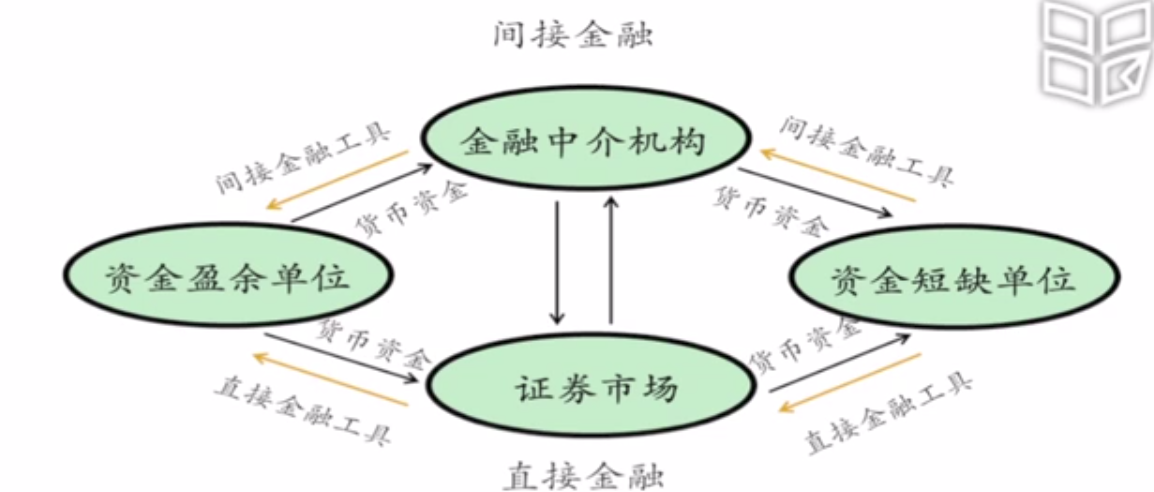 间接金融
金融中介机构
间接金融工具
间接金融工具
货币资金
货币资金
资金盈余单位
资金短缺单位
货币资金
货币资金
证券市场
直接金融工具
直接金融工具
直接金融